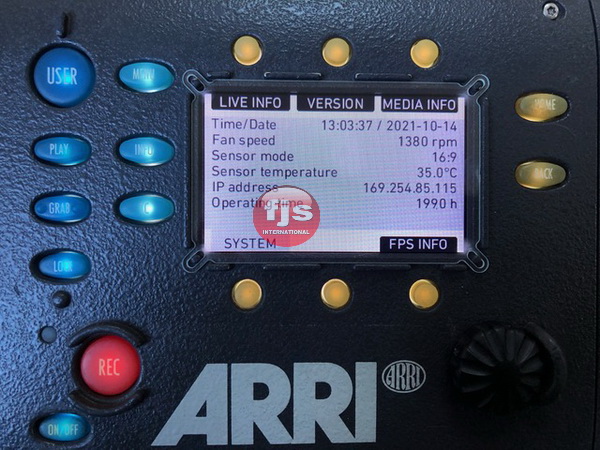 USER
MENU
LIVE INFO VERSION MEDIA INFO
HOME
Time/Date 13:03:37 / 2021-10-14
PLAY INFO Fan speed 1380 rpm
Sensor mode 16:9
Sensor temperature 35.0°C
BACK
IP address 169.254.85.115
GRAB Operating time 1990 h
fjs
INTERNATIONAL
SYSTEM FPS INFO
REC
ARRI ARRI
ON/OFF